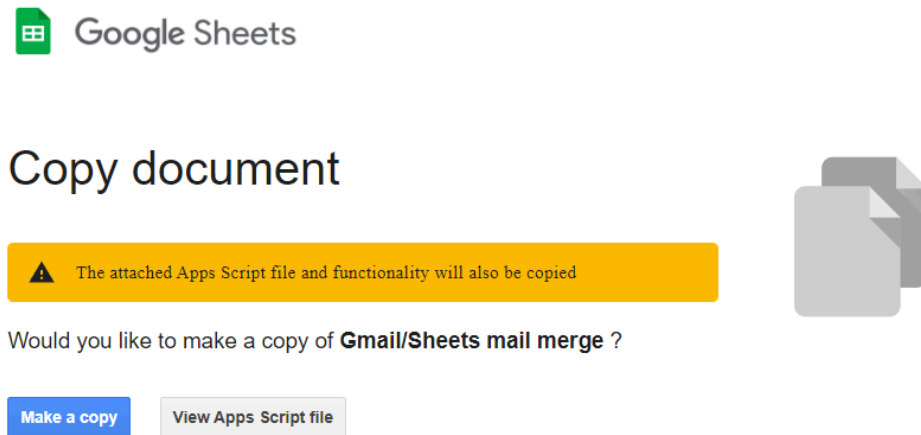 Google Sheets
Copy document
The attached Apps Script file and functionality will also be copied
Would you like to make a copy of Gmail/Sheets mail merge ?
Make a copy View Apps Script file